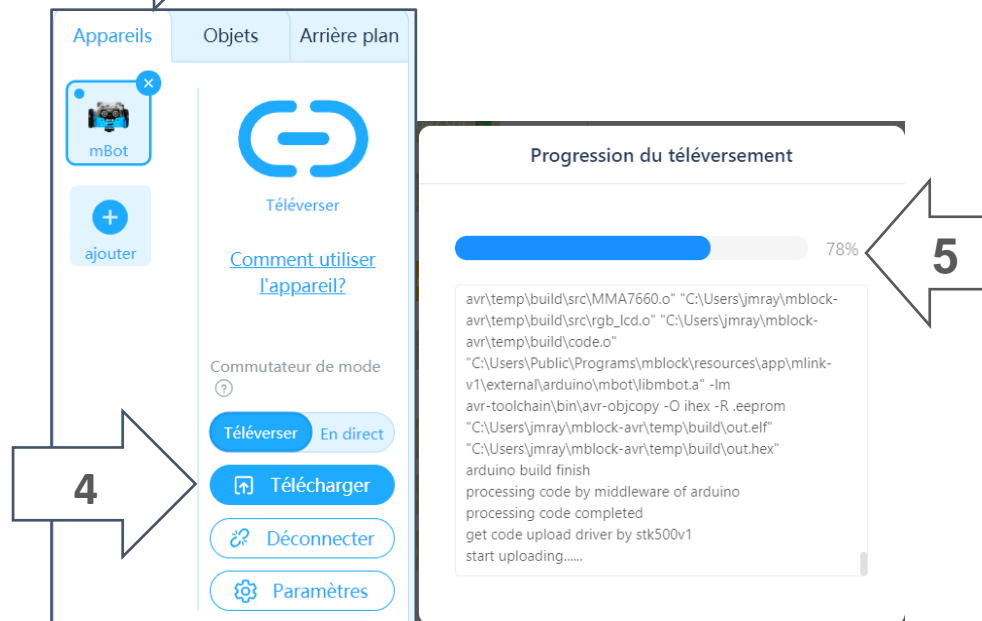 Appareils Objets Arrière plan
mBot
ajouter
Téléverser
Comment utiliser
l'appareil?
Commutateur de mode
?
Téléverser En direct
4
Télécharger
Déconnecter
Paramètres
Progression du téléversement
78%
5
avr\temp\build\src\MMA7660.o" "C:\Users\jmray\mblock-
avr\temp\build\src\rgb_lcd.o" "C:\Users\jmray\mblock-
avr\temp\build\code.o"
"C:\Users\Public\Programs\mblock\resources\app\mlink-
v1\external\arduino\mbot\libmbot.a" -lm
avr-toolchain\bin\avr-objcopy -O ihex -R .eeprom
"C:\Users\jmray\mblock-avr\temp\build\out.elf"
"C:\Users\jmray\mblock-avr\temp\build\out.hex"
arduino build finish
processing code by middleware of arduino
processing code completed
get code upload driver by stk500v1
start uploading......